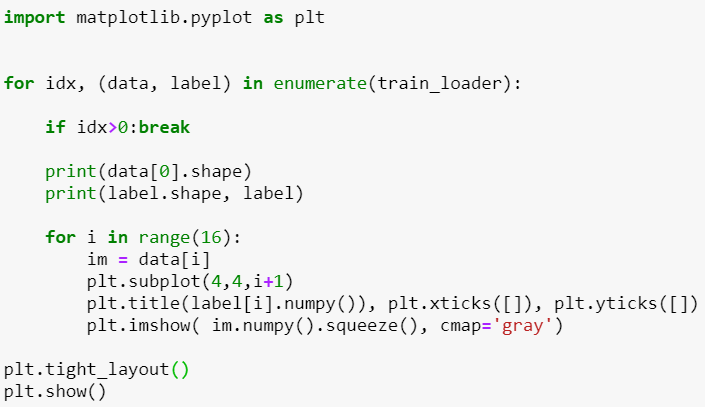 import matplotlib.pyplot as plt
for idx, (data, label) in enumerate(train_loader):
    if idx>0:break
    print(data[0].shape)
    print(label.shape, label)
    for i in range(16):
        im = data[i]
        plt.subplot(4,4,i+1)
        plt.title(label[i].numpy()), plt.xticks([]), plt.yticks([])
        plt.imshow( im.numpy().squeeze(), cmap='gray')
plt.tight_layout()
plt.show()